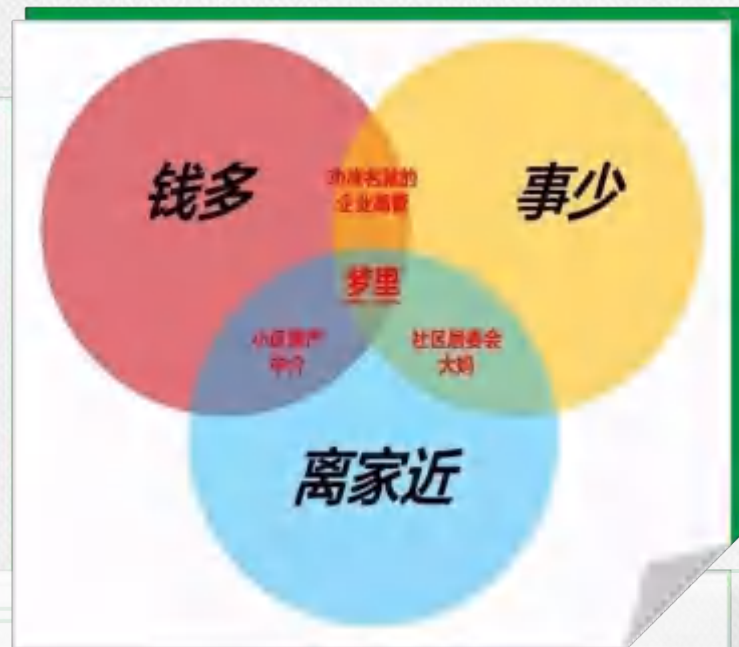 钱多
事少
企业高管
梦里
小区房产
中介
社区居委会
大妈
离家近